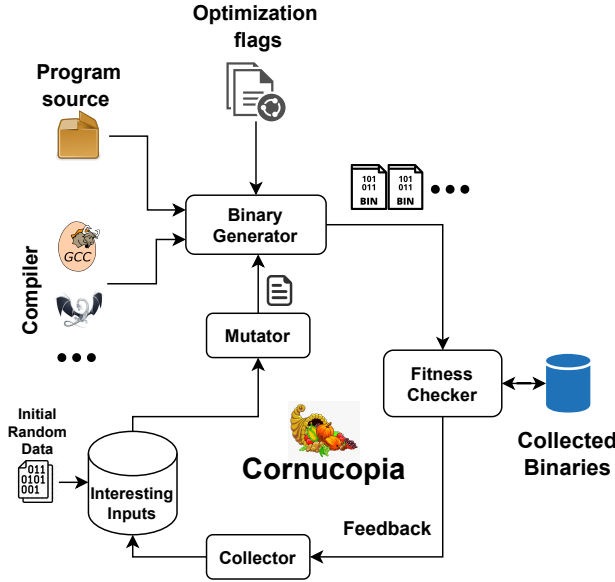 Optimization
flags
Program
source
101
011
BIN
101
011
BIN
Binary
Generator
GCC
Compiler
Mutator
Fitness
Checker
Initial
Random
Data
011
0101
001
Interesting
Inputs
Cornucopia
Collected
Binaries
Feedback
Collector